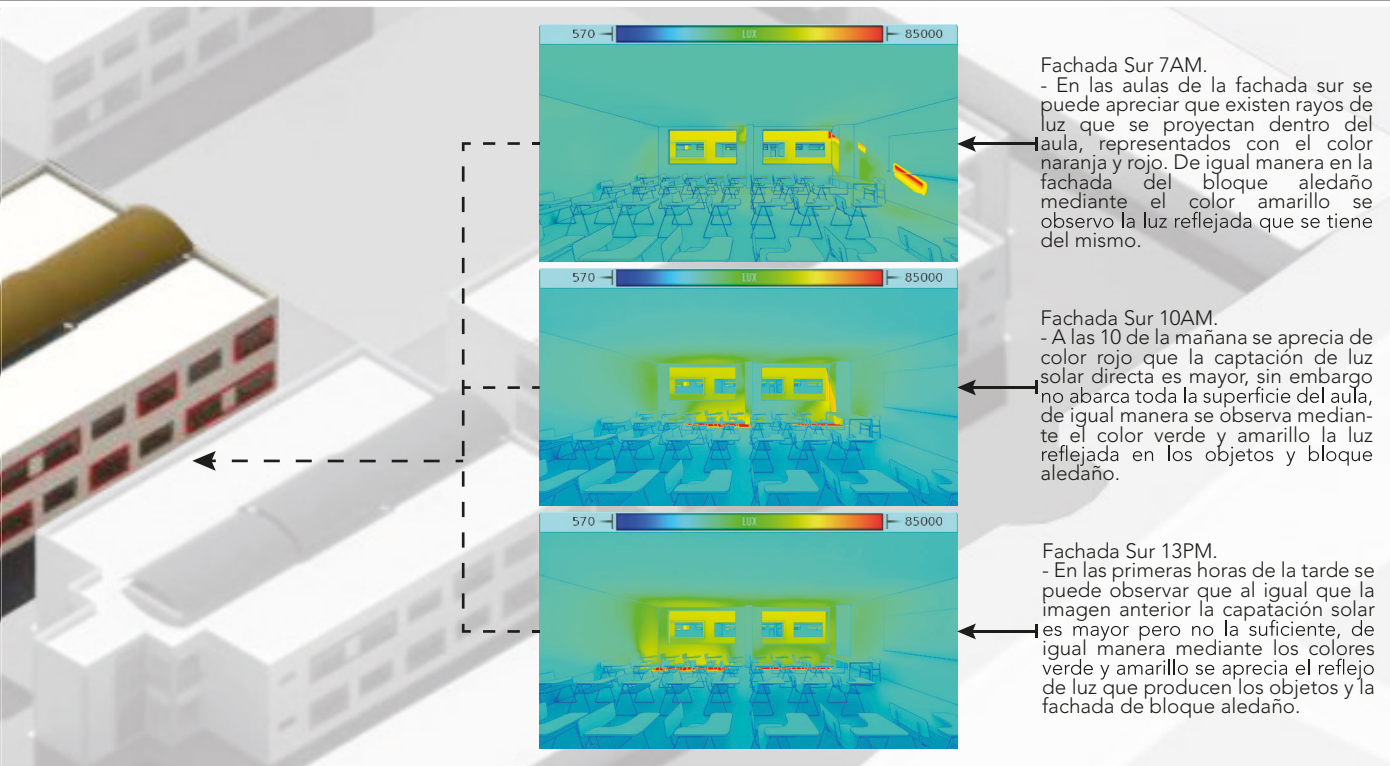 570
LUX
85000
Fachada Sur 7AM.
- En las aulas de la fachada sur se
puede apreciar que existen rayos de
luz que se proyectan dentro del
aula, representados con el color
naranja y rojo. De igual manera en la
fachada del bloque aledaño
mediante el color amarillo se
observo la luz reflejada que se tiene
del mismo.
570
LUX
85000
Fachada Sur 10AM.
- A las 10 de la mañana se aprecia de
color rojo que la captación de luz
solar directa es mayor, sin embargo
no abarca toda la superficie del aula,
de igual manera se observa median-
te el color verde y amarillo la luz
reflejada en los objetos y bloque
aledaño.
570
LUX
85000
Fachada Sur 13PM.
- En las primeras horas de la tarde se
puede observar que al igual que la
imagen anterior la capatación solar
es mayor pero no la suficiente, de
igual manera mediante los colores
verde y amarillo se aprecia el reflejo
de luz que producen los objetos y la
fachada de bloque aledaño.